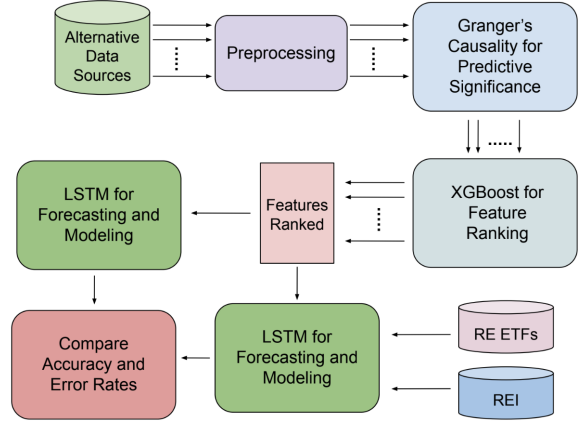 Alternative
Data
Sources
Preprocessing
Granger's
Causality for
Predictive
Significance
LSTM for
Forecasting and
Modeling
Features
Ranked
XGBoost for
Feature
Ranking
Compare
Accuracy and
Error Rates
LSTM for
Forecasting and
Modeling
RE ETFs
REI